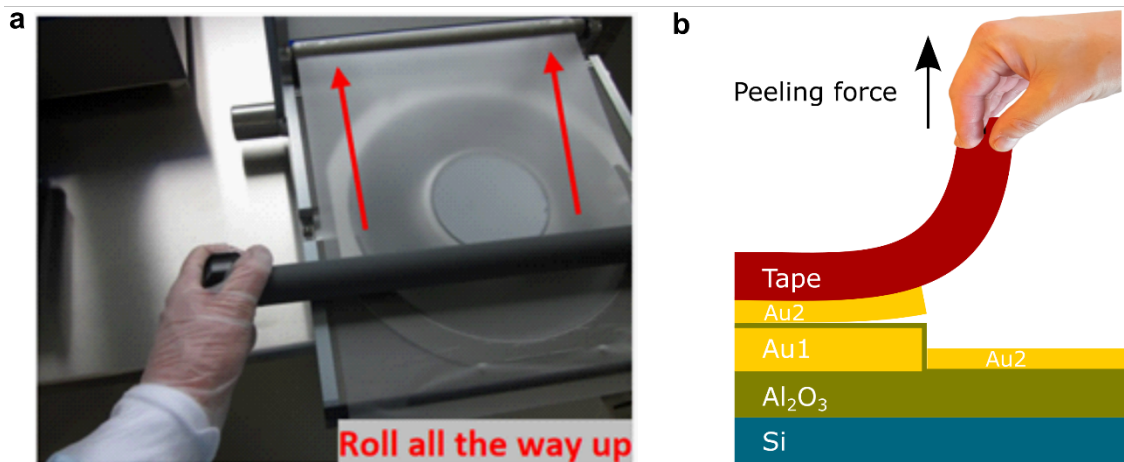 a
Roll all the way up
b
Peeling force
Tape
Au2
Au1
Au2
Al₂O₃
Si